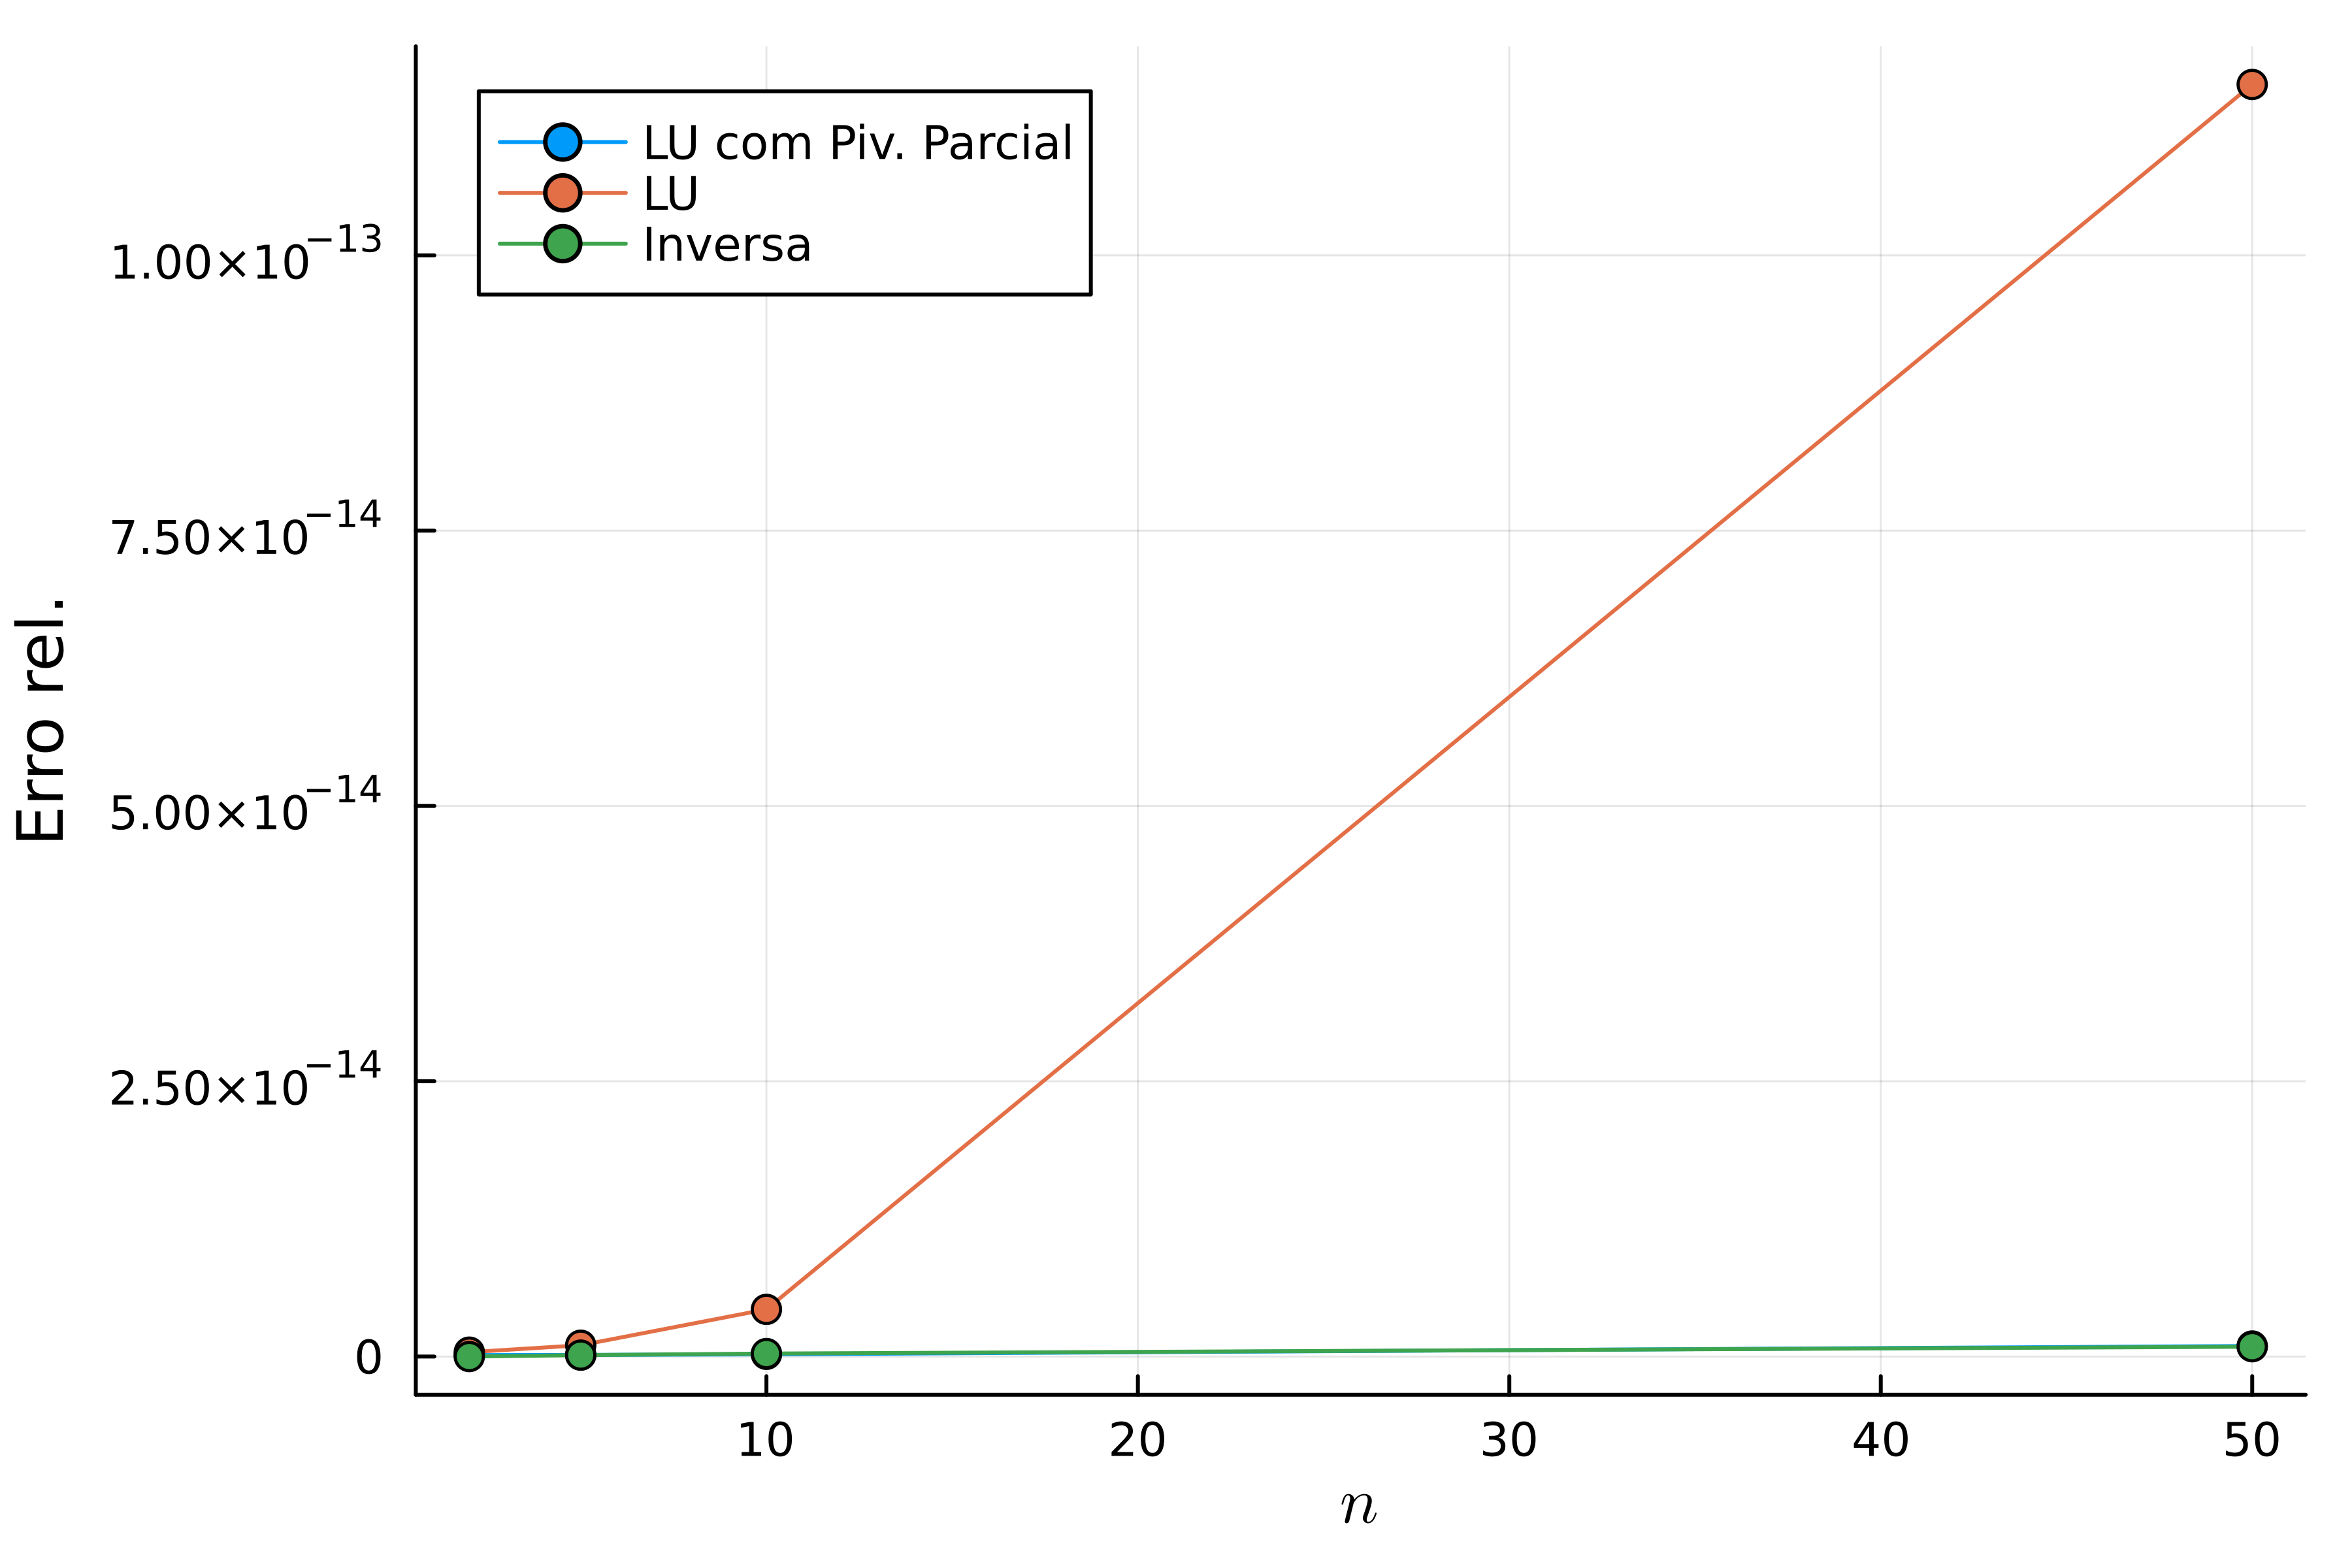 LU com Piv. Parcial
LU
Inversa
1.00×10⁻¹³
7.50×10⁻¹⁴
5.00×10⁻¹⁴
2.50×10⁻¹⁴
0
Erro rel.
10 20 30 40 50
n